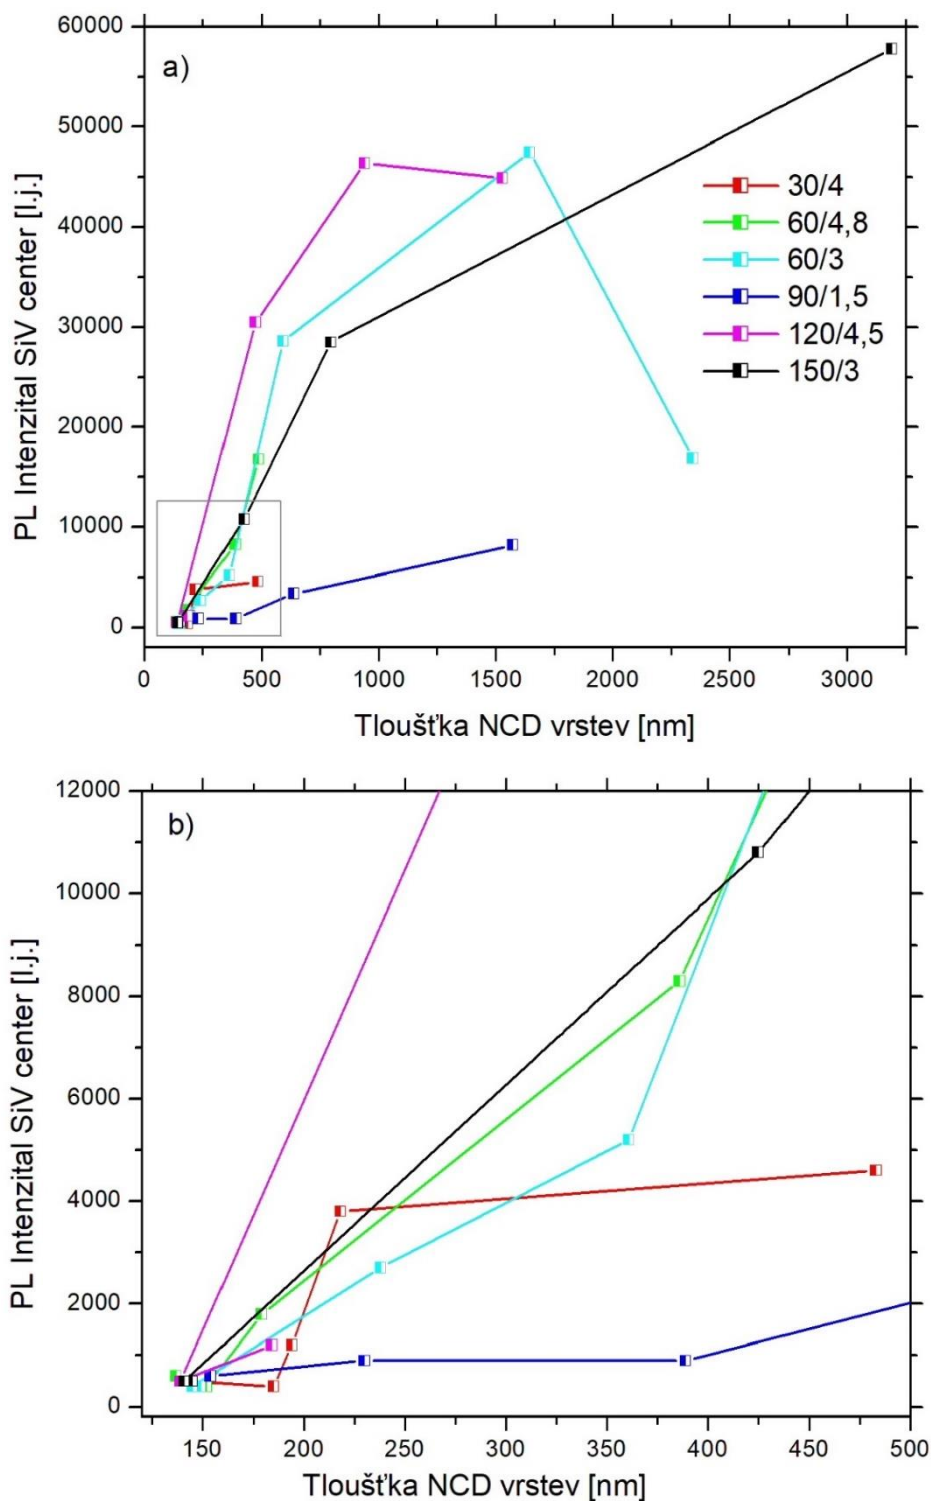 a)
60000
50000
40000
30000
20000
10000
0
PL Intenzital SiV center [l.j.]
30/4
60/4,8
60/3
90/1,5
120/4,5
150/3
0 500 1000 1500 2000 2500 3000
Tloušťka NCD vrstev [nm]
b)
12000
10000
8000
6000
4000
2000
0
PL Intenzital SiV center [l.j.]
150 200 250 300 350 400 450 500
Tloušťka NCD vrstev [nm]